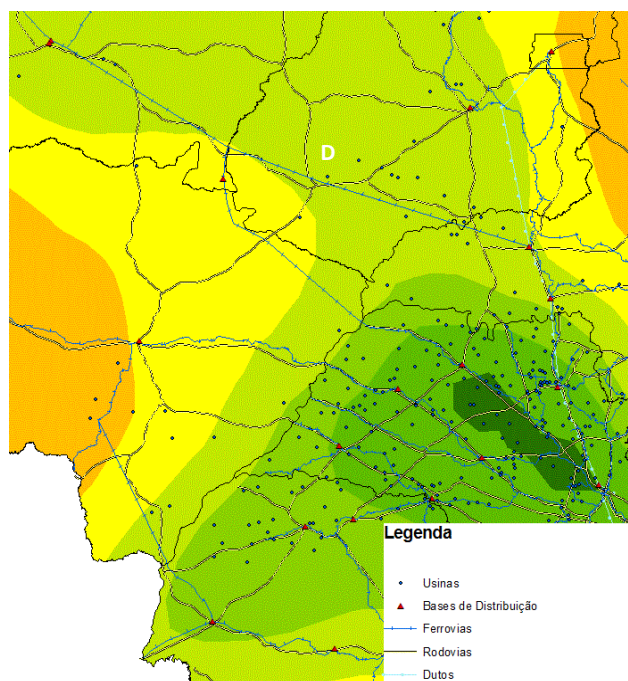 D
Legenda
Usinas
Bases de Distribuição
Ferrovias
Rodovias
Dutos